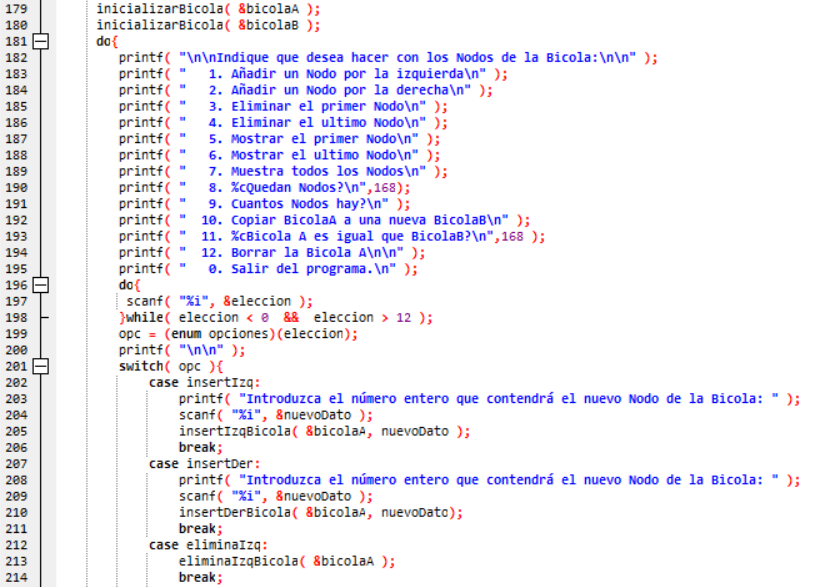 179 inicializarBicola( &bicolaA );
180 inicializarBicola( &bicolaB );
181 do{
182 printf( "\n\nIndique que desea hacer con los Nodos de la Bicola:\n\n" );
183 printf( "   1. Añadir un Nodo por la izquierda\n" );
184 printf( "   2. Añadir un Nodo por la derecha\n" );
185 printf( "   3. Eliminar el primer Nodo\n" );
186 printf( "   4. Eliminar el ultimo Nodo\n" );
187 printf( "   5. Mostrar el primer Nodo\n" );
188 printf( "   6. Mostrar el ultimo Nodo\n" );
189 printf( "   7. Muestra todos los Nodos\n" );
190 printf( "   8. %cQuedan Nodos?\n",168);
191 printf( "   9. Cuantos Nodos hay?\n" );
192 printf( "  10. Copiar BicolaA a una nueva BicolaB\n" );
193 printf( "  11. %cBicola A es igual que BicolaB?\n",168 );
194 printf( "  12. Borrar la Bicola A\n\n" );
195 printf( "   0. Salir del programa.\n" );
196 do{
197 scanf( "%i", &eleccion );
198 }while( eleccion < 0  &&  eleccion > 12 );
199 opc = (enum opciones)(eleccion);
200 printf( "\n\n" );
201 switch( opc ){
202 case insertIzq:
203 printf( "Introduzca el número entero que contendrá el nuevo Nodo de la Bicola: " );
204 scanf( "%i", &nuevoDato );
205 insertIzqBicola( &bicolaA, nuevoDato );
206 break;
207 case insertDer:
208 printf( "Introduzca el número entero que contendrá el nuevo Nodo de la Bicola: " );
209 scanf( "%i", &nuevoDato );
210 insertDerBicola( &bicolaA, nuevoDato);
211 break;
212 case eliminaIzq:
213 eliminaIzqBicola( &bicolaA );
214 break;